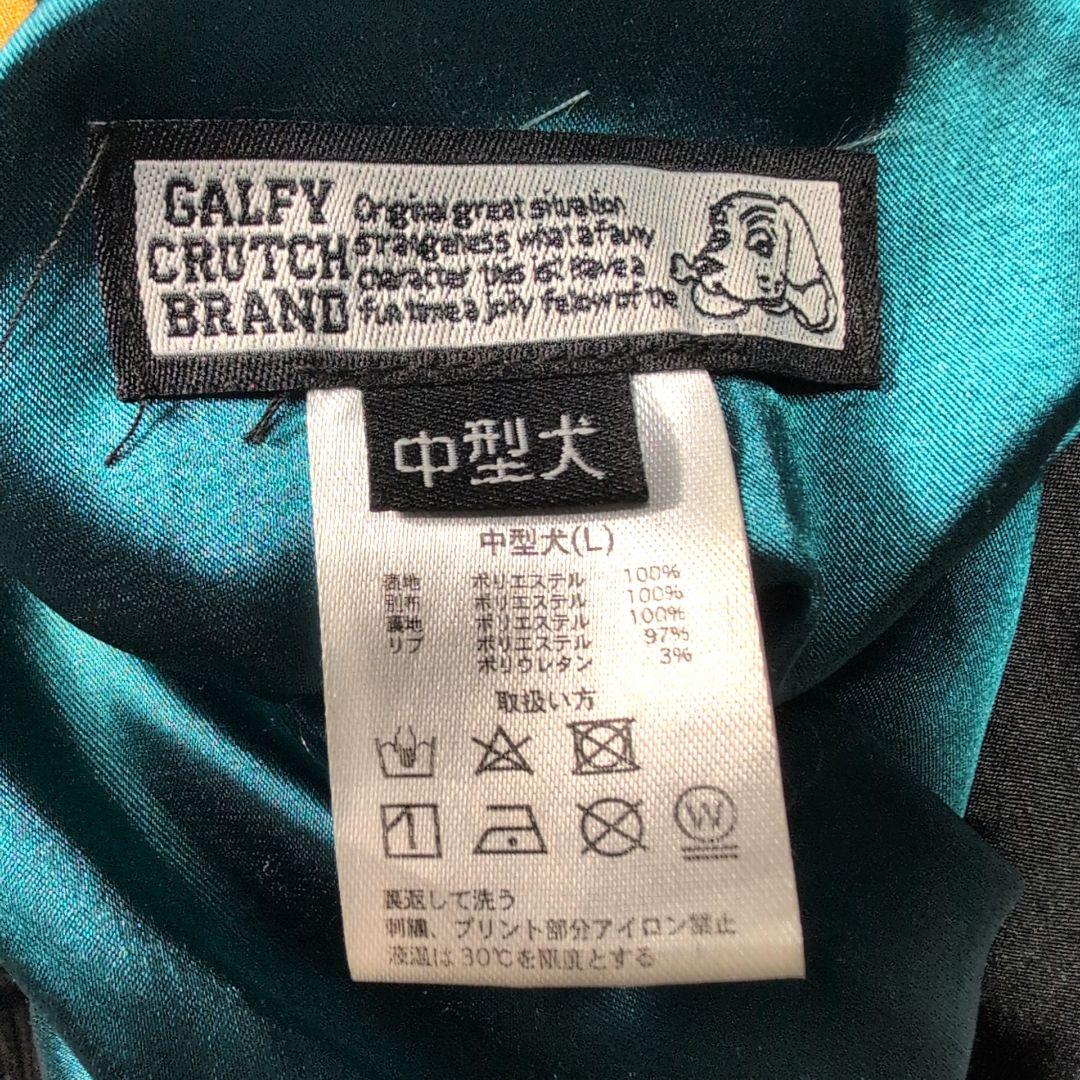 GALFY
CRUTCH
BRAND
Original great situation
strangeness what a favvy
character this ist. Have a
fun time a jolly fellow of the
中型犬
中型犬(L)
表地 ポリエステル 100%
別布 ポリエステル 100%
裏地 ポリエステル 100%
リブ ポリエステル 97%
ポリウレタン 3%
取扱い方
1
W
裏返して洗う
刺繍、プリント部分アイロン禁止
液温は30℃を限度とする